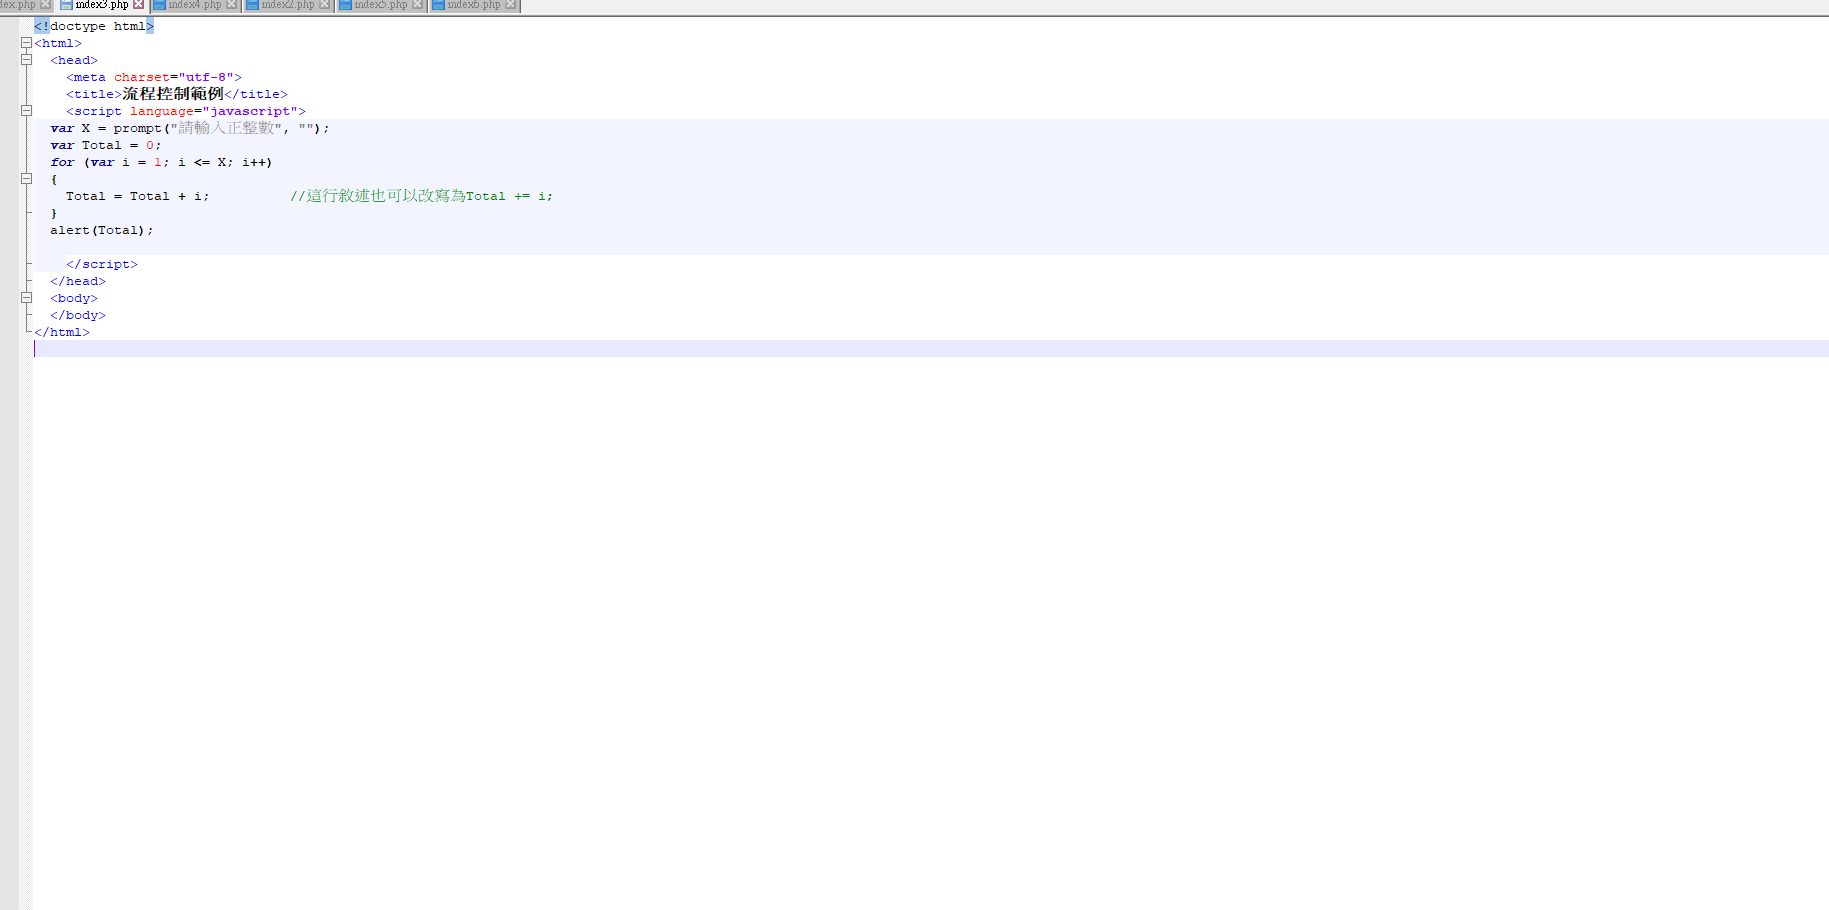 dex.php index3.php index4.php index2.php index5.php index6.php
<!doctype html>
<html>
<head>
<meta charset="utf-8">
<title>流程控制範例</title>
<script language="javascript">
var X = prompt("請輸入正整數", "");
var Total = 0;
for (var i = 1; i <= X; i++)
{
Total = Total + i; //這行敘述也可以改寫為Total += i;
}
alert(Total);
</script>
</head>
<body>
</body>
</html>